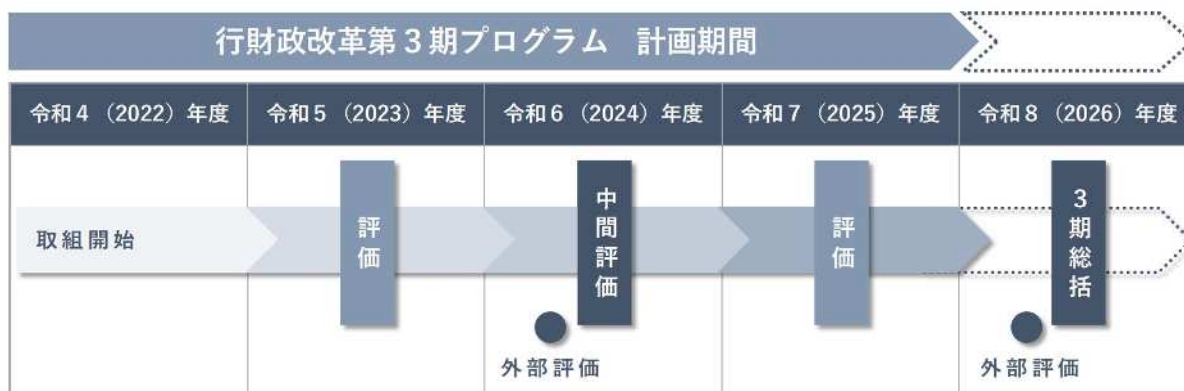 行財政改革第3期プログラム 計画期間
令和4（2022）年度
令和5（2023）年度
令和6（2024）年度
令和7（2025）年度
令和8（2026）年度
取組開始
評価
中間評価
評価
3期総括
外部評価
外部評価